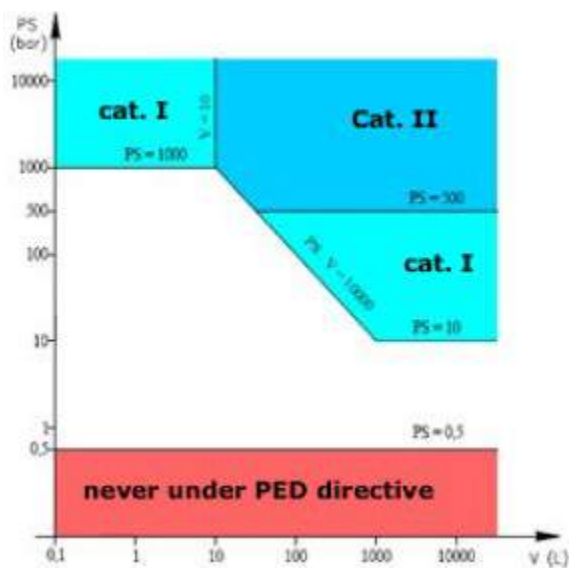 PS
(bar)
10000
cat. I
V = 10
Cat. II
PS = 1000
1000
PS = 500
500
100
PS . V = 10000
cat. I
10
PS = 10
1
PS = 0,5
0,5
never under PED directive
0,1 1 10 100 1000 10000
V (L)